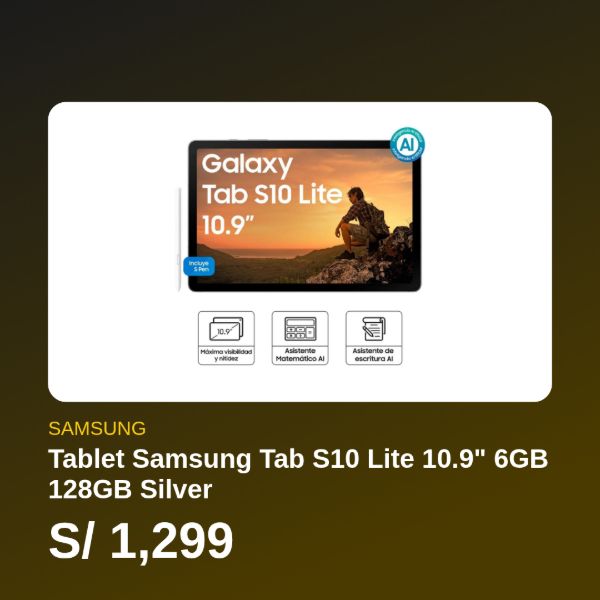 AI
Galaxy
Tab S10 Lite
10.9"
Incluye
S Pen
10.9"
Máxima visibilidad
y nitidez
Asistente
Matemático AI
Asistente de
escritura AI
SAMSUNG
Tablet Samsung Tab S10 Lite 10.9" 6GB
128GB Silver
S/ 1,299